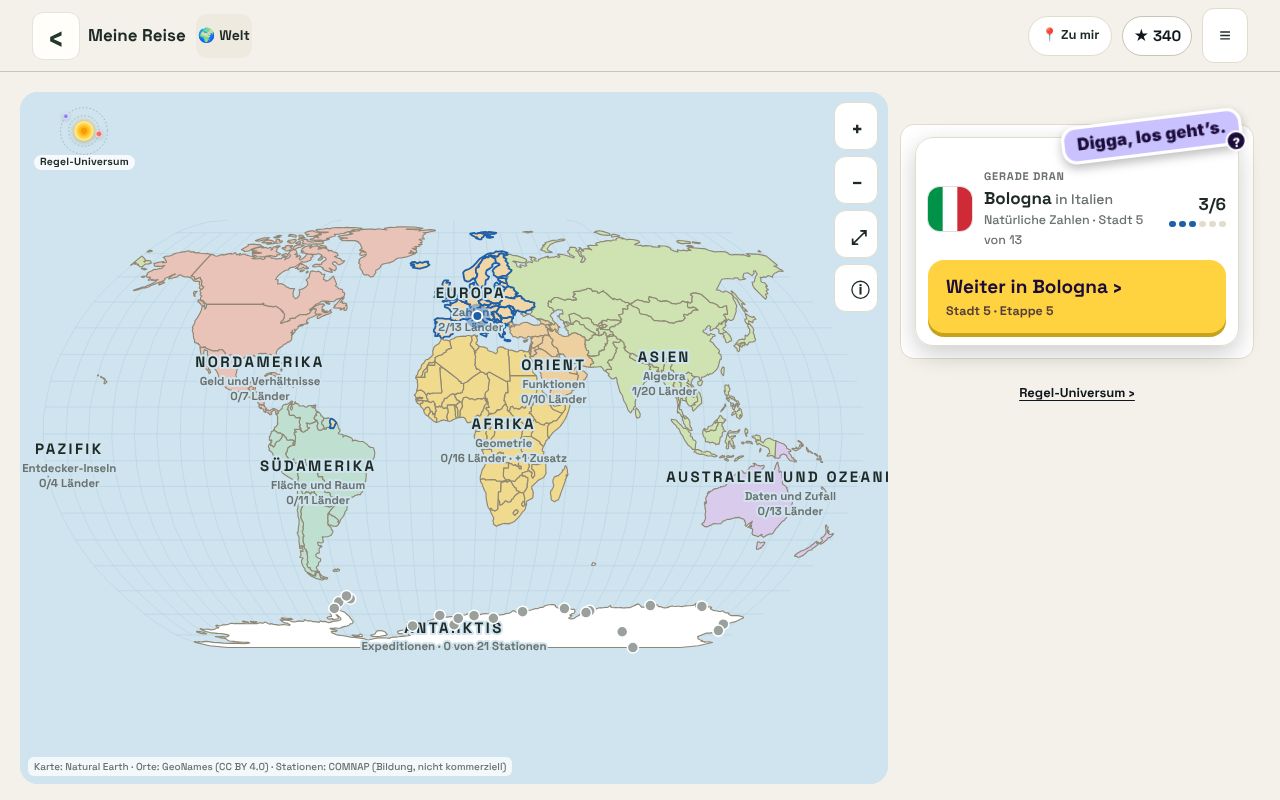 <
Meine Reise
Welt
Zu mir
★ 340
≡
Regel-Universum
+
−
EUROPA
2/13 Länder
NORDAMERIKA
Geld und Verhältnisse
0/7 Länder
ORIENT
Funktionen
0/10 Länder
ASIEN
Algebra
1/20 Länder
AFRIKA
Geometrie
0/16 Länder · +1 Zusatz
PAZIFIK
Entdecker-Inseln
0/4 Länder
SÜDAMERIKA
Fläche und Raum
0/11 Länder
AUSTRALIEN UND OZEANI
Daten und Zufall
0/13 Länder
ANTARKTIS
Expeditionen · 0 von 21 Stationen
Karte: Natural Earth · Orte: GeoNames (CC BY 4.0) · Stationen: COMNAP (Bildung, nicht kommerziell)
Digga, los geht's.
?
GERADE DRAN
Bologna in Italien
Natürliche Zahlen · Stadt 5
von 13
3/6
Weiter in Bologna >
Stadt 5 · Etappe 5
Regel-Universum >